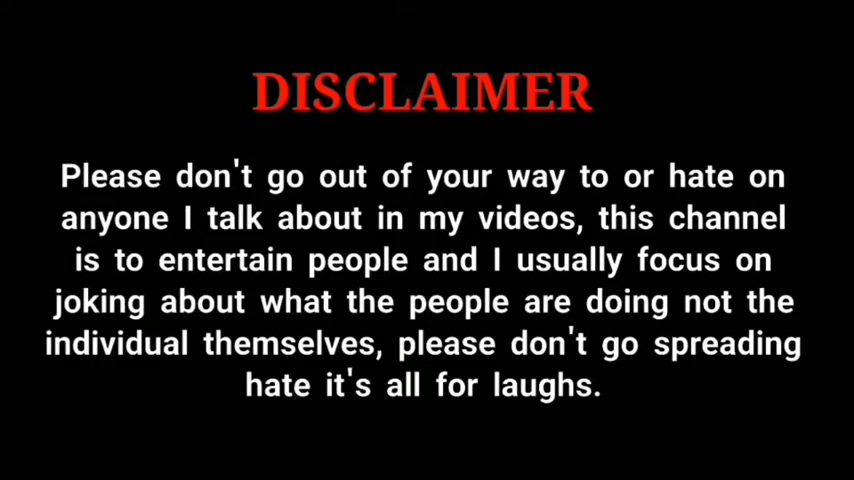 DISCLAIMER
Please don't go out of your way to or hate on
anyone I talk about in my videos, this channel
is to entertain people and I usually focus on
joking about what the people are doing not the
individual themselves, please don't go spreading
hate it's all for laughs.